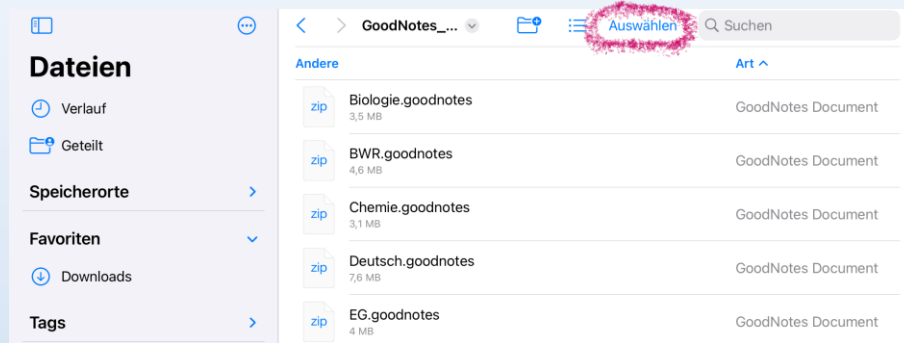 Dateien
Verlauf
Geteilt
Speicherorte
Favoriten
Downloads
Tags
GoodNotes_...
Auswählen
Suchen
Andere
Art
zip
Biologie.goodnotes
3,5 MB
GoodNotes Document
zip
BWR.goodnotes
4,6 MB
GoodNotes Document
zip
Chemie.goodnotes
3,1 MB
GoodNotes Document
zip
Deutsch.goodnotes
7,6 MB
GoodNotes Document
zip
EG.goodnotes
4 MB
GoodNotes Document